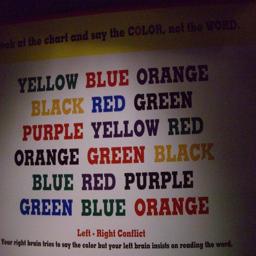 ook at the chart and say the COLOR, not the WORD...
YELLOW BLUE ORANGE
BLACK RED GREEN
PURPLE YELLOW RED
ORANGE GREEN BLACK
BLUE RED PURPLE
GREEN BLUE ORANGE
Left - Right Conflict
Your right brain tries to say the color but your left brain insists on reading the word.